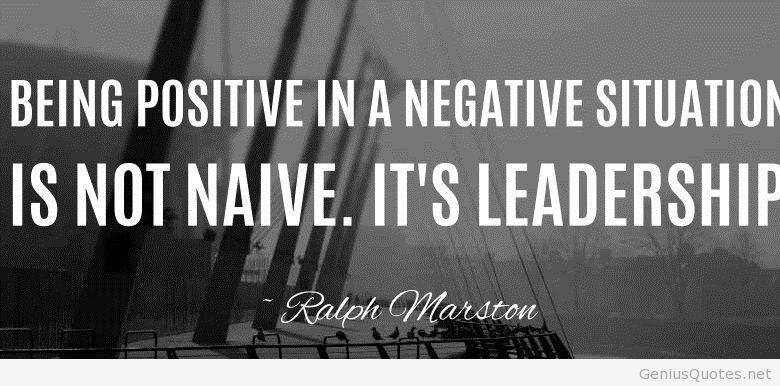 BEING POSITIVE IN A NEGATIVE SITUATION
IS NOT NAIVE. IT'S LEADERSHIP
~ Ralph Marston
GeniusQuotes.net